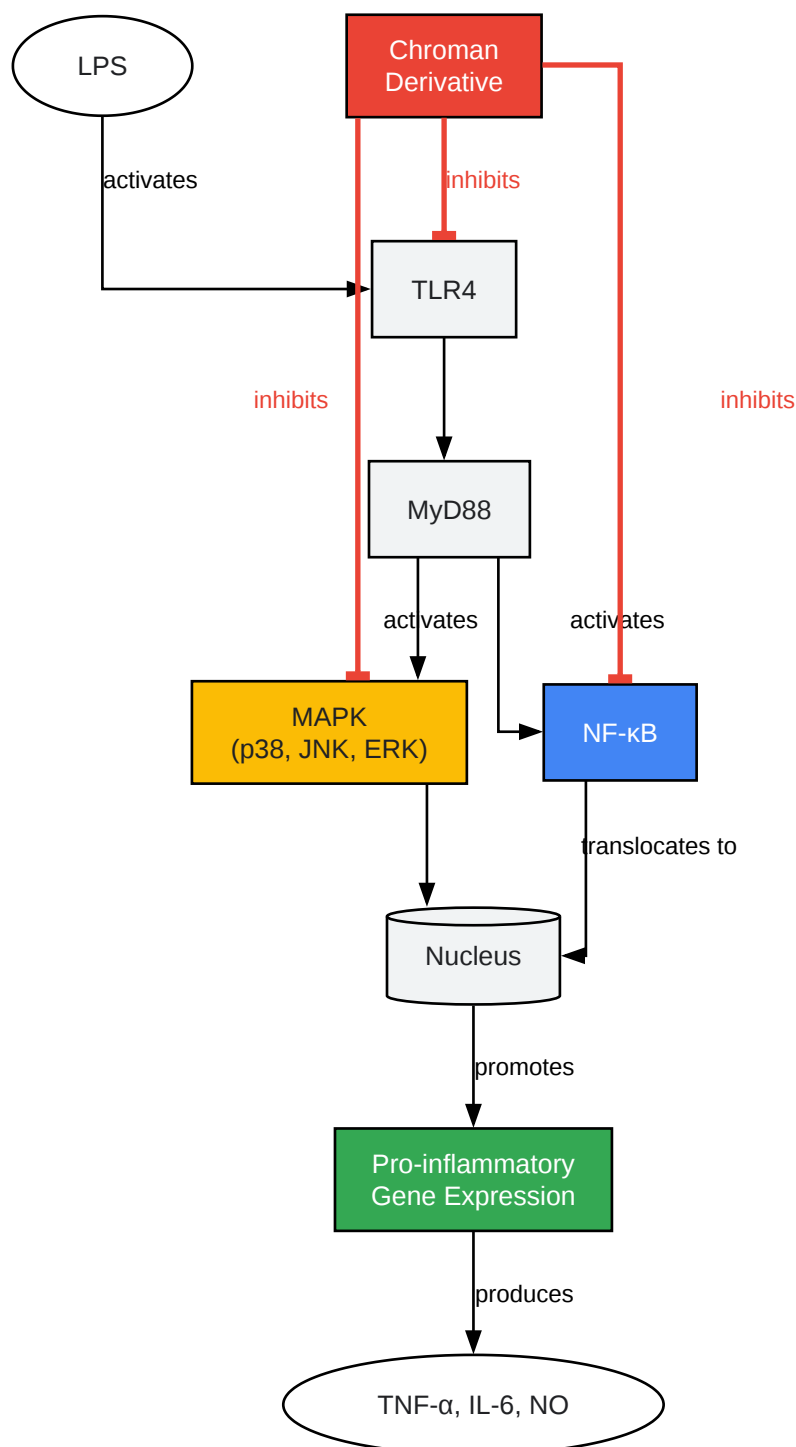 LPS
Chroman
Derivative
activates
inhibits
TLR4
inhibits
inhibits
MyD88
activates
activates
MAPK
(p38, JNK, ERK)
NF-κB
translocates to
Nucleus
promotes
Pro-inflammatory
Gene Expression
produces
TNF-α, IL-6, NO